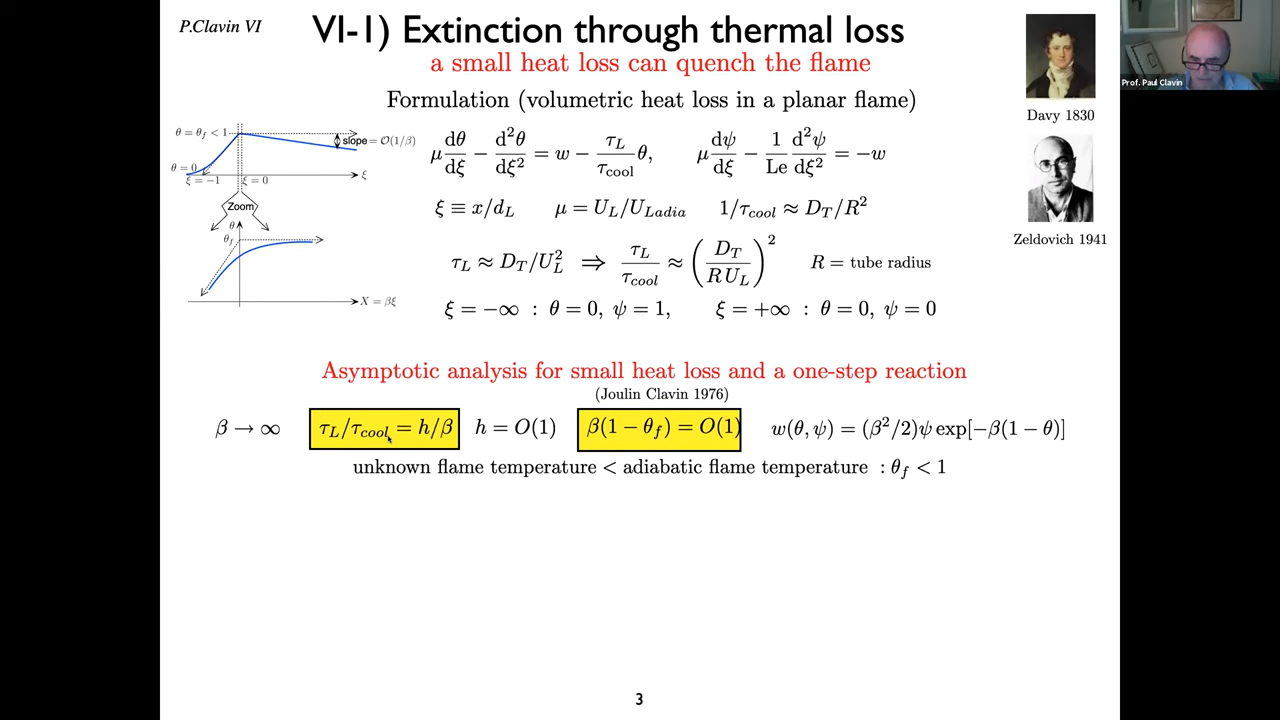 P.Clavin VI
VI-1) Extinction through thermal loss
a small heat loss can quench the flame
Formulation (volumetric heat loss in a planar flame)
Prof. Paul Clavin
Davy 1830
Zeldovich 1941
θ = θ_f < 1
slope = O(1/β)
θ = 0
ξ = −1
ξ = 0
ξ
Zoom
θ
θ_f
X = βξ
μ dθ/dξ − d²θ/dξ² = w − τ_L/τ_cool θ, μ dψ/dξ − 1/Le d²ψ/dξ² = −w
ξ ≡ x/d_L μ = U_L/U_Ladia 1/τ_cool ≈ D_T/R²
τ_L ≈ D_T/U_L² ⇒ τ_L/τ_cool ≈ (D_T/R U_L)² R = tube radius
ξ = −∞ : θ = 0, ψ = 1, ξ = +∞ : θ = 0, ψ = 0
Asymptotic analysis for small heat loss and a one-step reaction
(Joulin Clavin 1976)
β → ∞ τ_L/τ_cool = h/β h = O(1) β(1 − θ_f) = O(1) w(θ, ψ) = (β²/2)ψ exp[−β(1 − θ)]
unknown flame temperature < adiabatic flame temperature : θ_f < 1
3